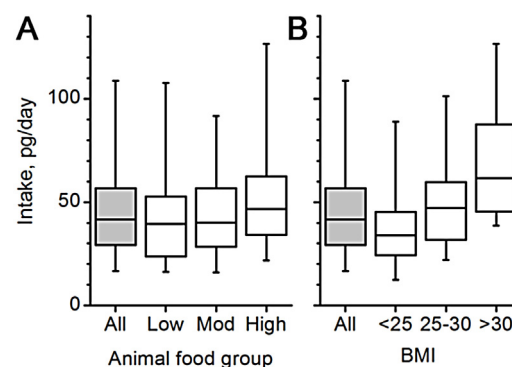 A
B
Intake, pg/day
100
50
0
All Low Mod High
All <25 25-30 >30
Animal food group
BMI